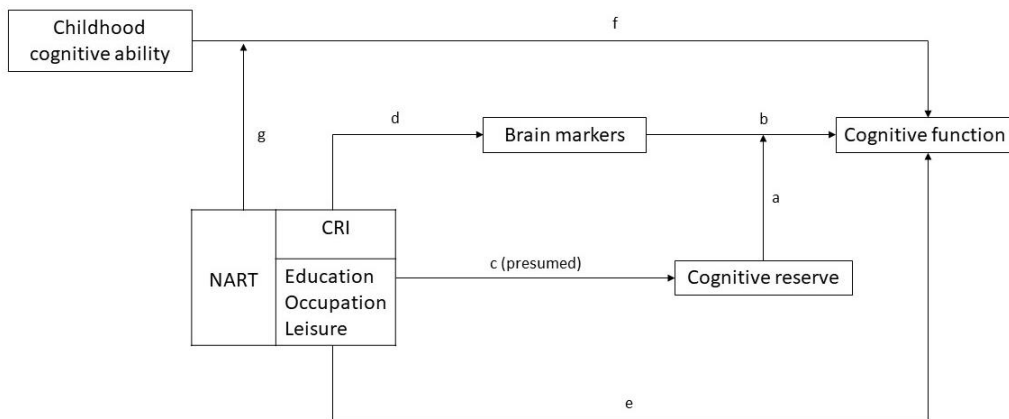 Childhood
cognitive ability
f
d
Brain markers
b
Cognitive function
g
a
CRI
NART
Education
Occupation
Leisure
c (presumed)
Cognitive reserve
e